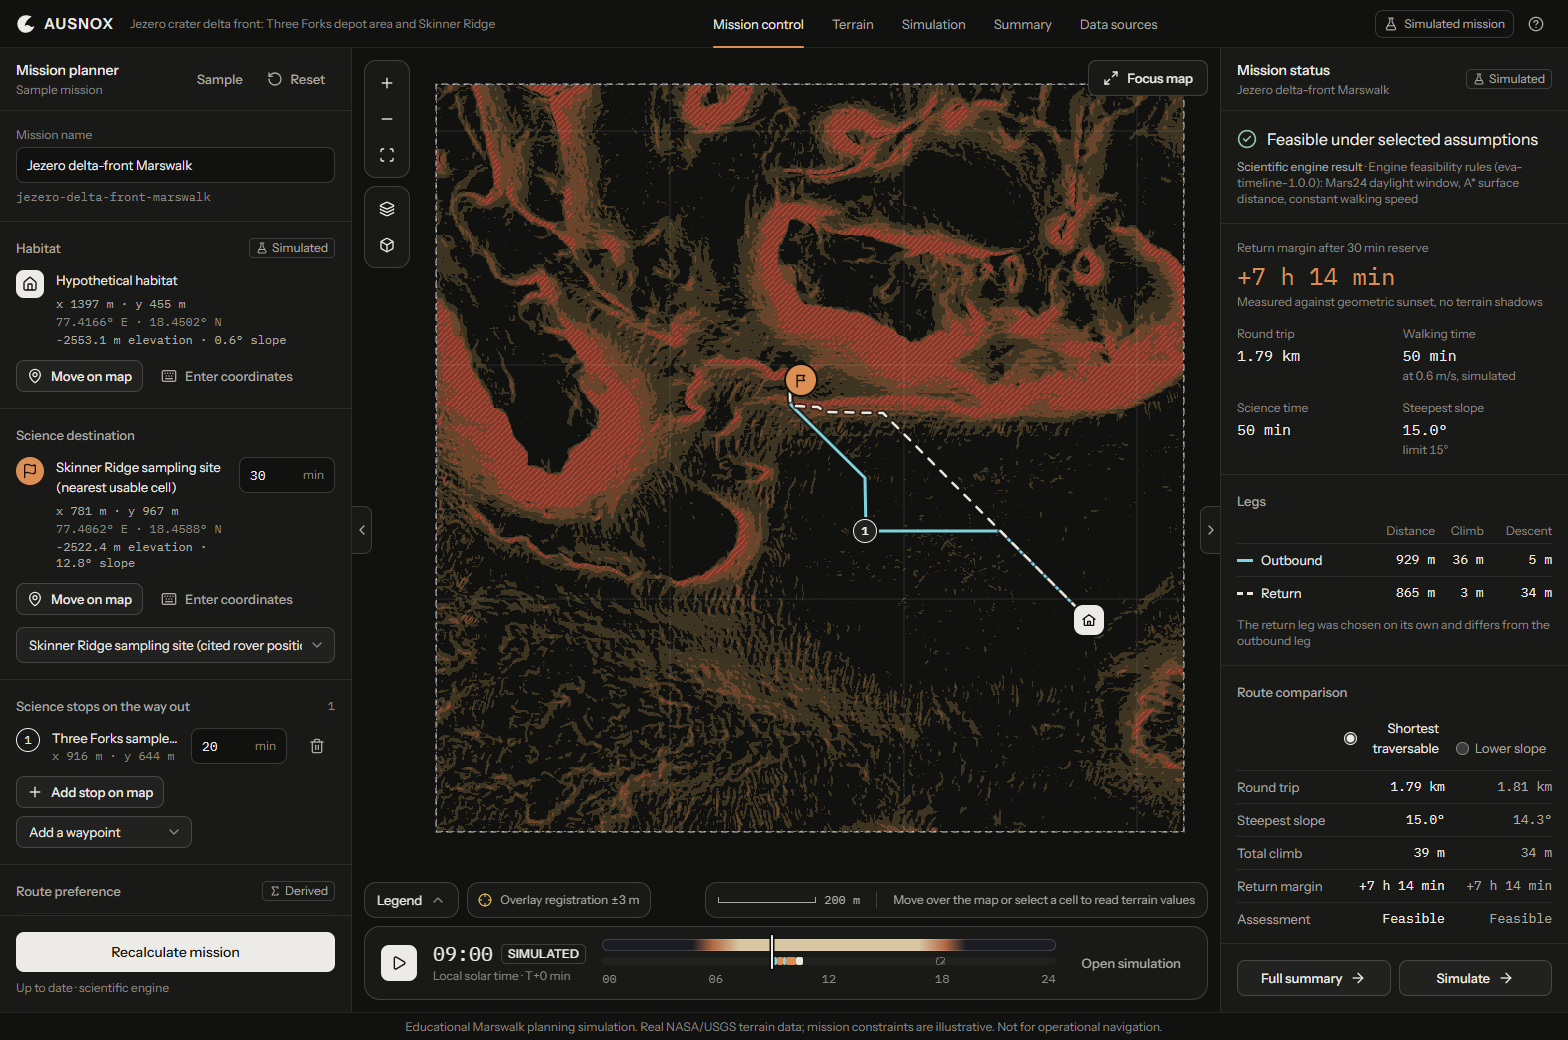 AUSNOX
Jezero crater delta front: Three Forks depot area and Skinner Ridge
Mission control
Terrain
Simulation
Summary
Data sources
Simulated mission
Mission planner
Sample mission
Sample
Reset
Mission name
Jezero delta-front Marswalk
jezero-delta-front-marswalk
Habitat
Simulated
Hypothetical habitat
x 1397 m · y 455 m
77.4166° E · 18.4502° N
-2553.1 m elevation · 0.6° slope
Move on map
Enter coordinates
Science destination
Skinner Ridge sampling site
(nearest usable cell)
30 min
x 781 m · y 967 m
77.4062° E · 18.4588° N
-2522.4 m elevation ·
12.8° slope
Move on map
Enter coordinates
Skinner Ridge sampling site (cited rover positic
Science stops on the way out
1
1
Three Forks sample...
x 916 m · y 644 m
20 min
Add stop on map
Add a waypoint
Route preference
Derived
Recalculate mission
Up to date · scientific engine
Focus map
1
Legend
Overlay registration ±3 m
200 m
Move over the map or select a cell to read terrain values
09:00 SIMULATED
Local solar time · T+0 min
00 06 12 18 24
Open simulation
Mission status
Jezero delta-front Marswalk
Simulated
Feasible under selected assumptions
Scientific engine result · Engine feasibility rules (eva-
timeline-1.0.0): Mars24 daylight window, A* surface
distance, constant walking speed
Return margin after 30 min reserve
+7 h 14 min
Measured against geometric sunset, no terrain shadows
Round trip
1.79 km
Walking time
50 min
at 0.6 m/s, simulated
Science time
50 min
Steepest slope
15.0°
limit 15°
Legs
Distance Climb Descent
Outbound 929 m 36 m 5 m
Return 865 m 3 m 34 m
The return leg was chosen on its own and differs from the
outbound leg
Route comparison
Shortest
traversable
Lower slope
Round trip 1.79 km 1.81 km
Steepest slope 15.0° 14.3°
Total climb 39 m 34 m
Return margin +7 h 14 min +7 h 14 min
Assessment Feasible Feasible
Full summary
Simulate
Educational Marswalk planning simulation. Real NASA/USGS terrain data; mission constraints are illustrative. Not for operational navigation.